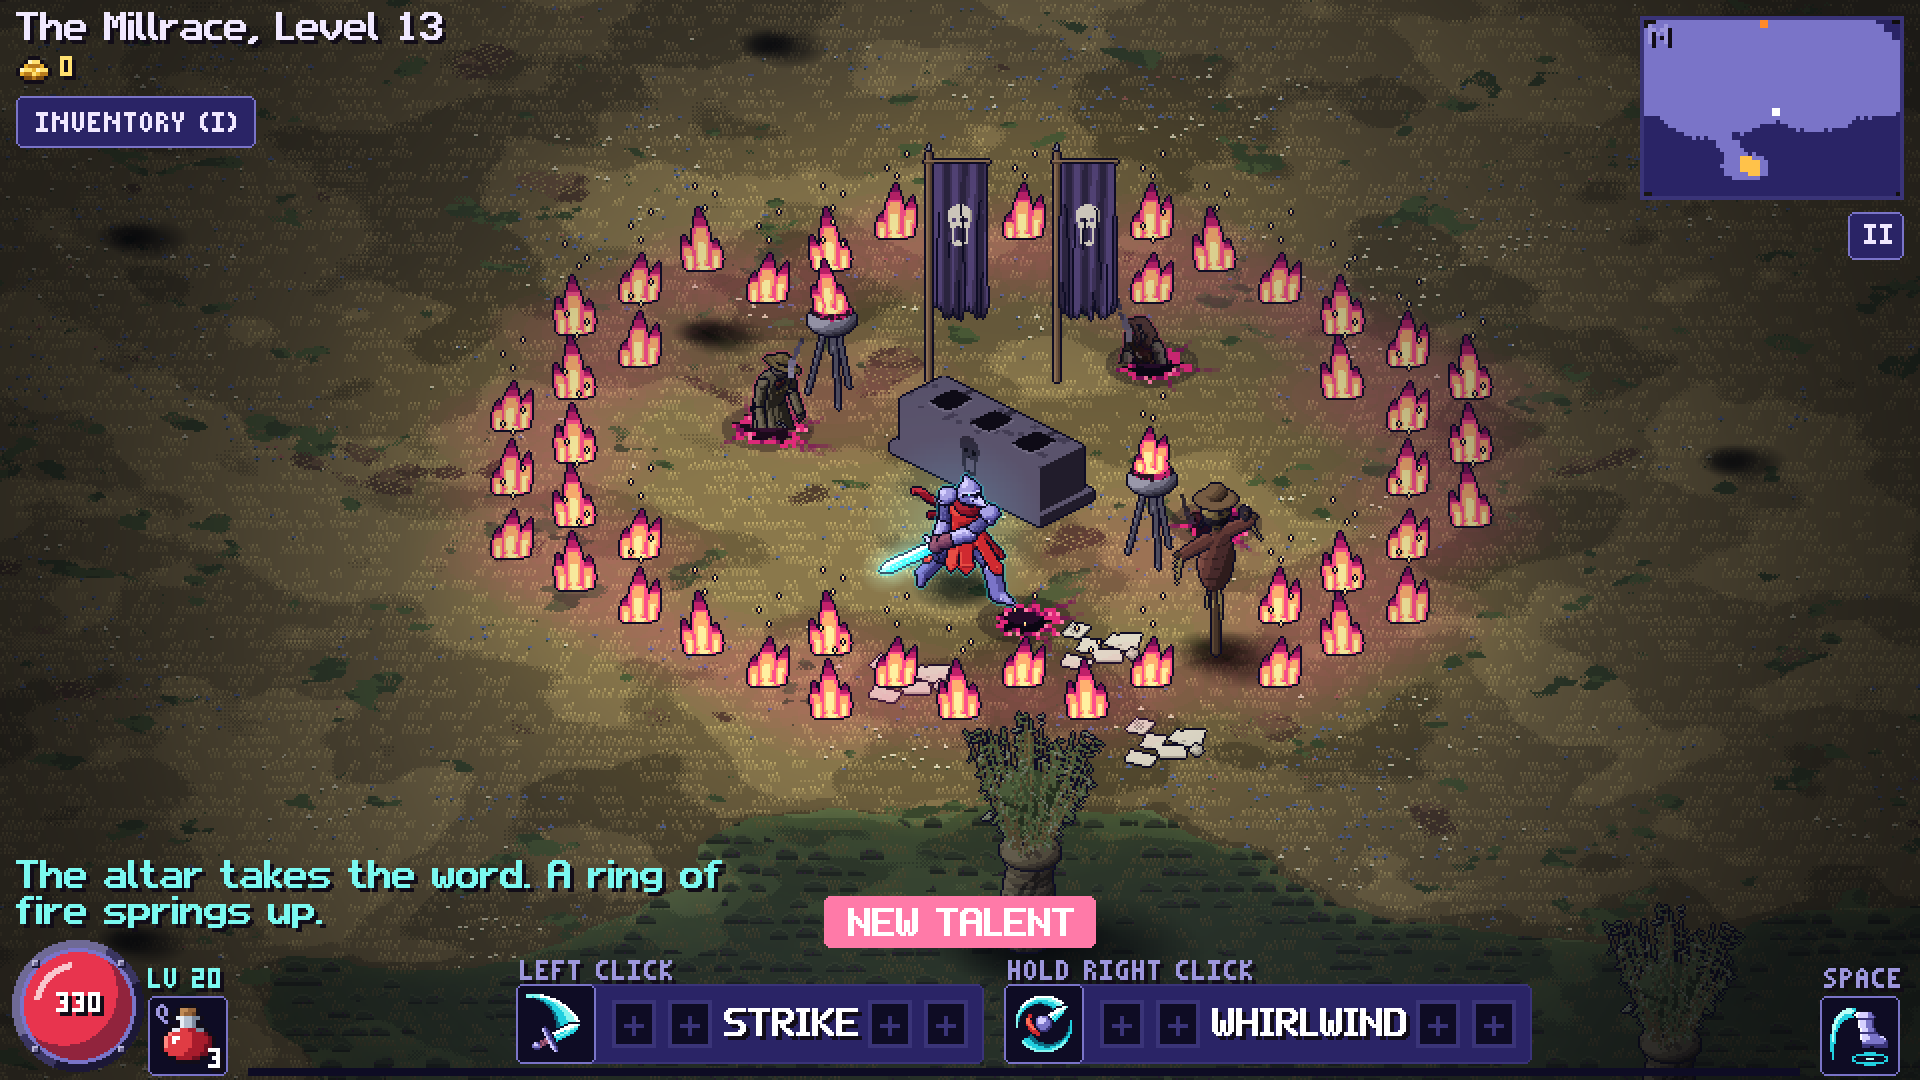 The Millrace, Level 13
0
INVENTORY (I)
II
The altar takes the word. A ring of
fire springs up.
NEW TALENT
330
LV 20
Q
3
LEFT CLICK
+ + STRIKE + +
HOLD RIGHT CLICK
+ + WHIRLWIND + +
SPACE